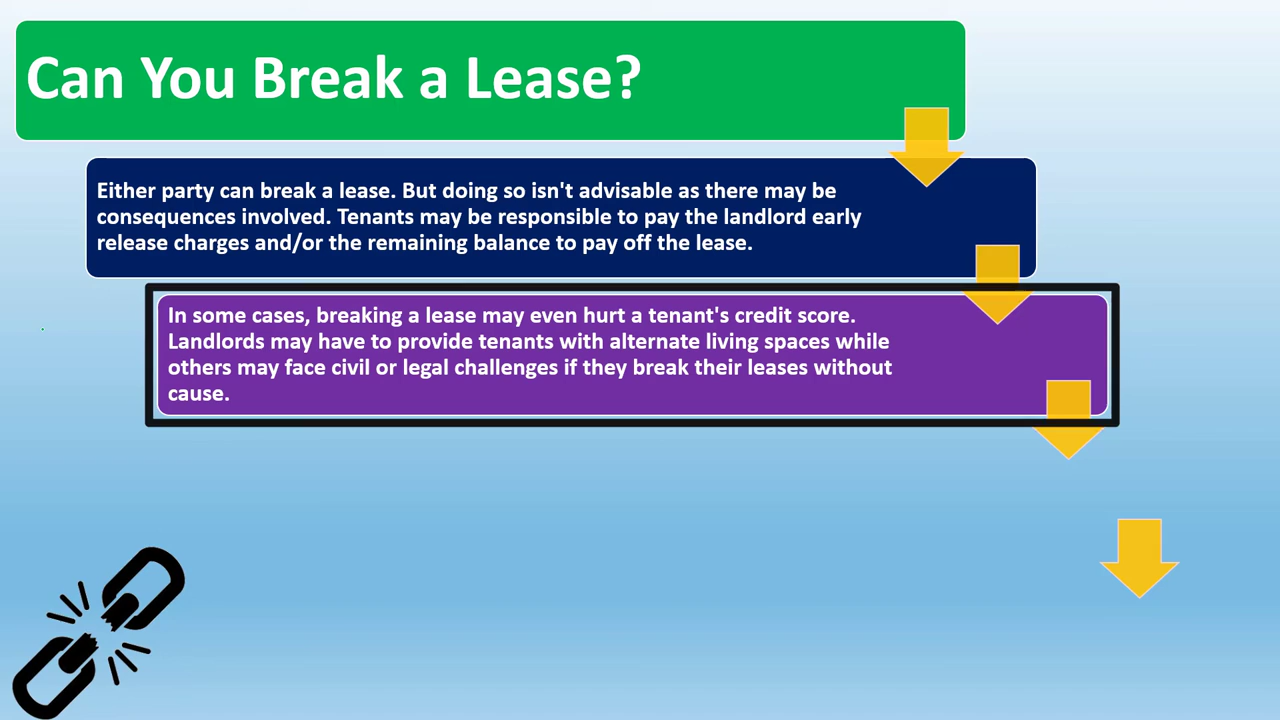 Can You Break a Lease?
Either party can break a lease. But doing so isn't advisable as there may be
consequences involved. Tenants may be responsible to pay the landlord early
release charges and/or the remaining balance to pay off the lease.
In some cases, breaking a lease may even hurt a tenant's credit score.
Landlords may have to provide tenants with alternate living spaces while
others may face civil or legal challenges if they break their leases without
cause.